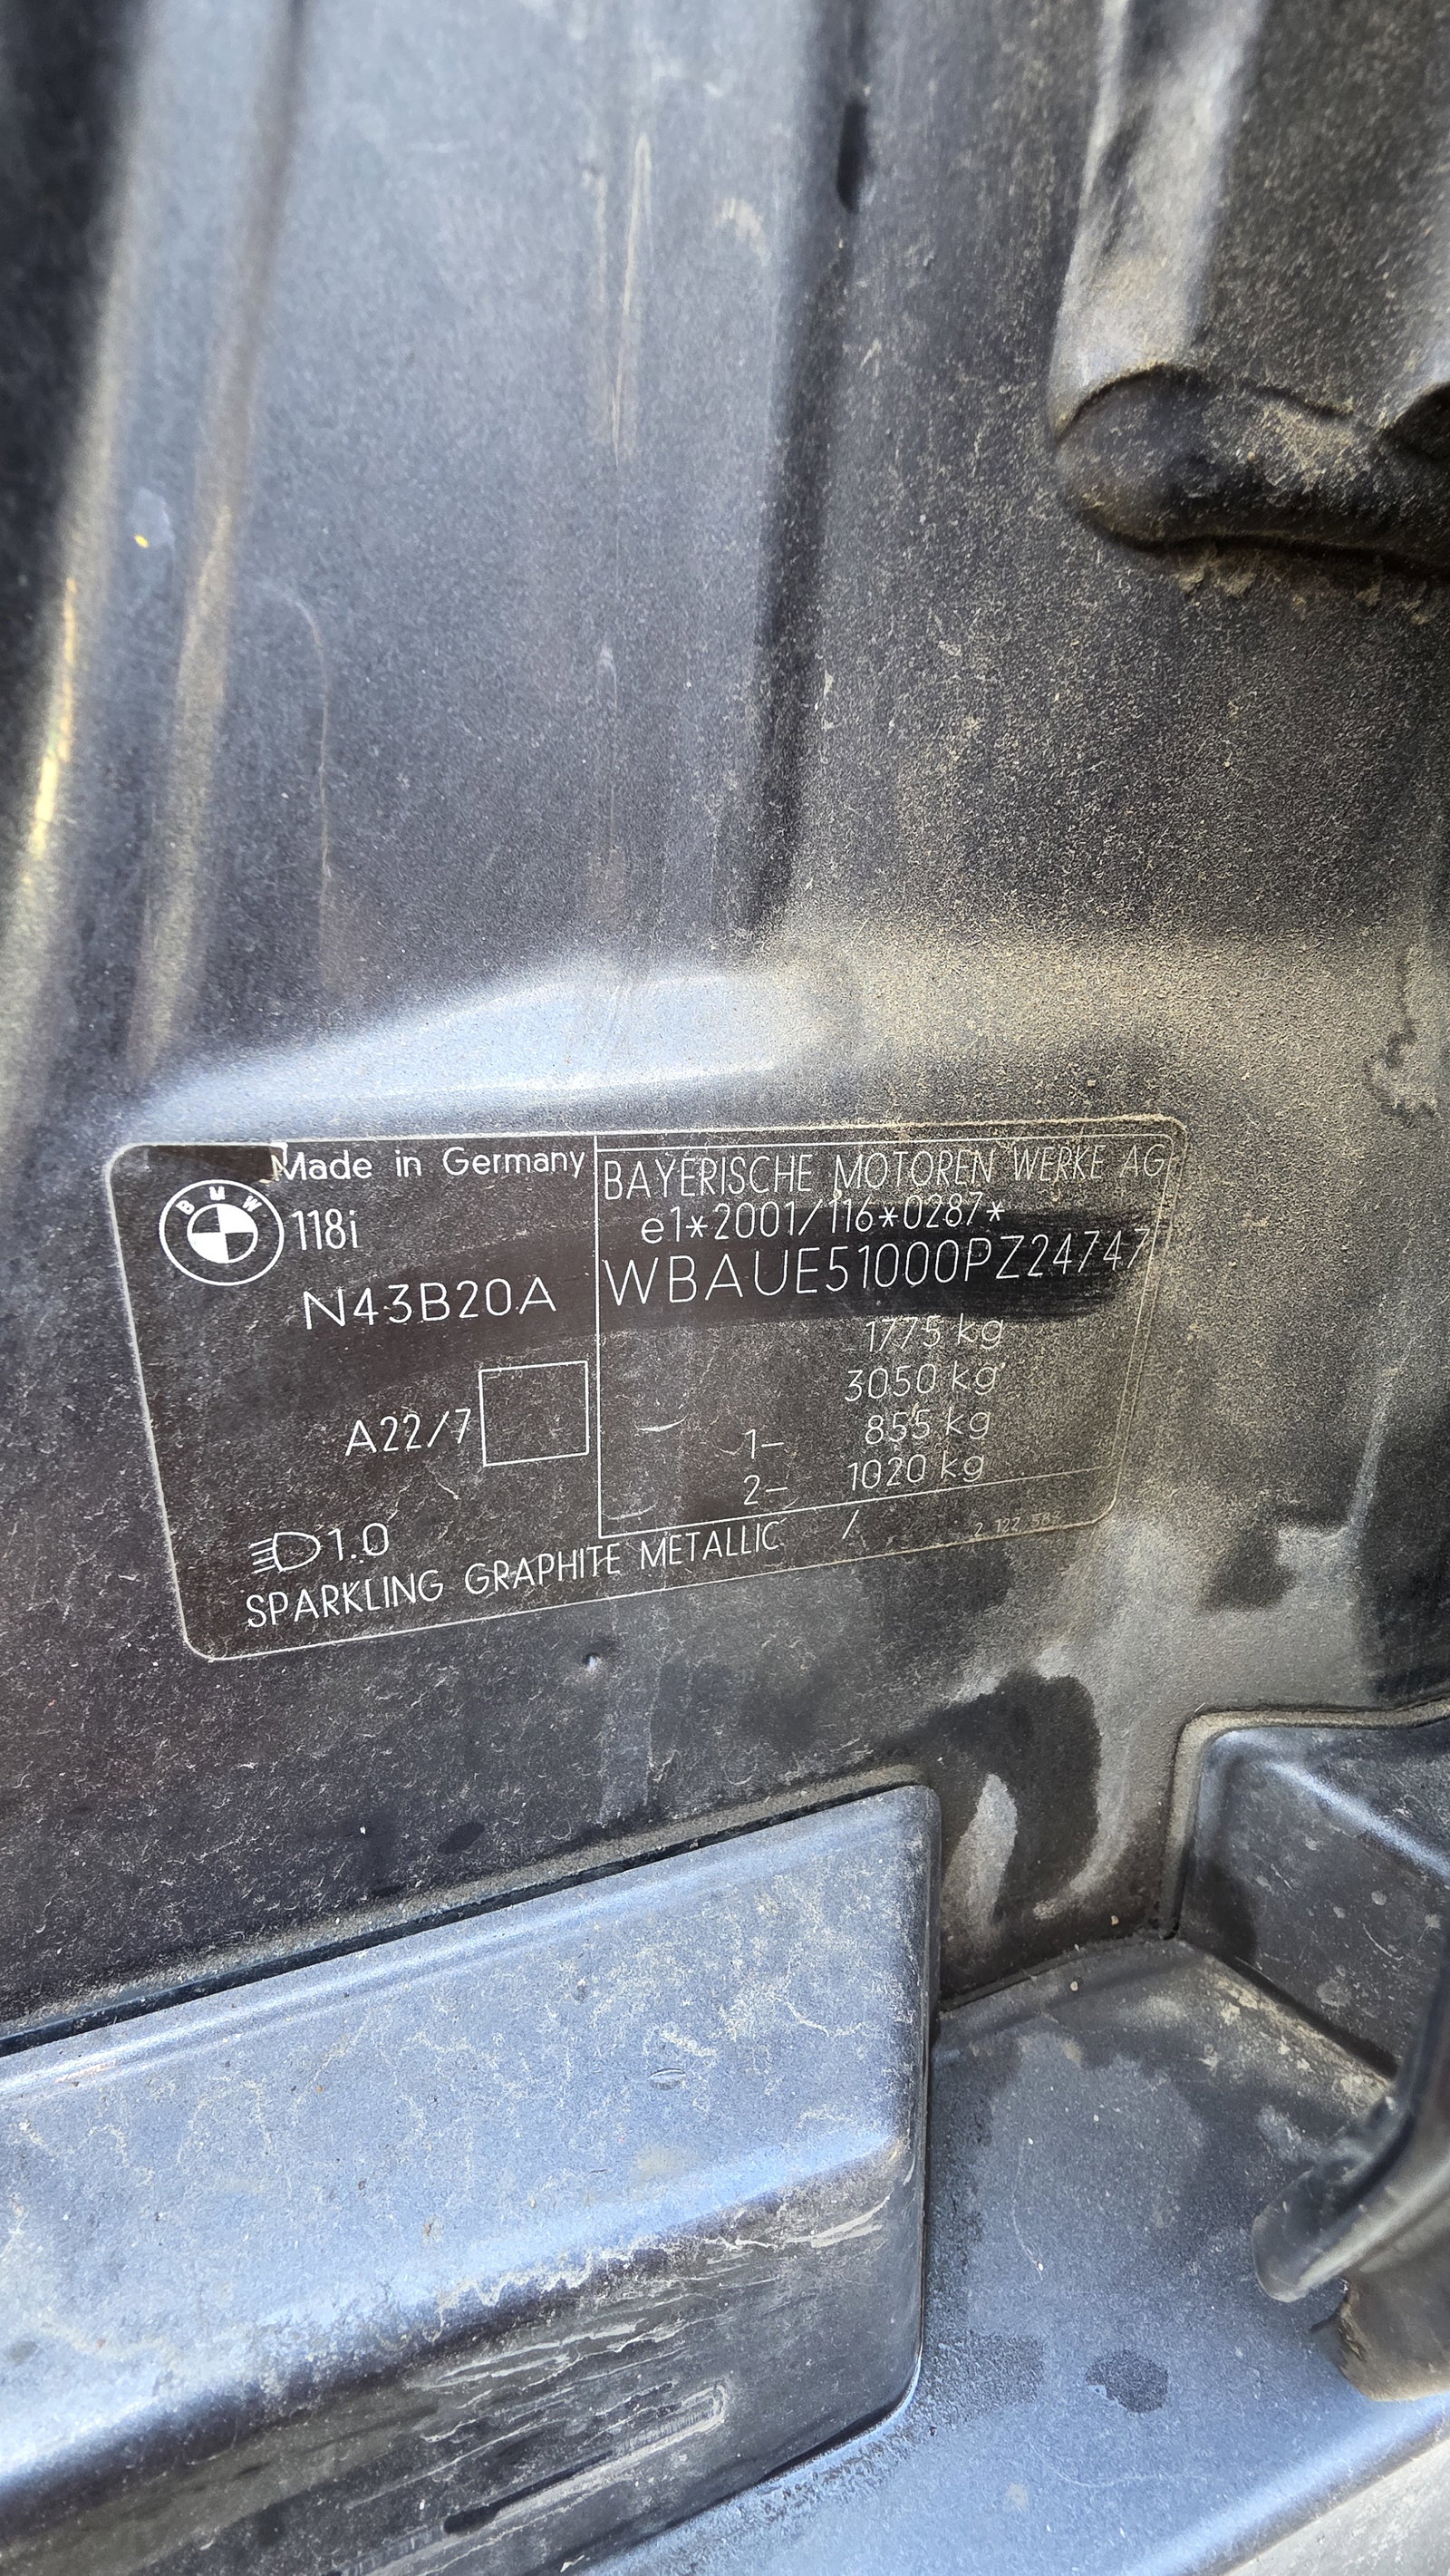 BMW
Made in Germany
118i
N43B20A
A22/7
1.0
BAYERISCHE MOTOREN WERKE AG
e1*2001/116*0287*
WBAUE51000PZ24747
1775 kg
3050 kg
1- 855 kg
2- 1020 kg
SPARKLING GRAPHITE METALLIC /